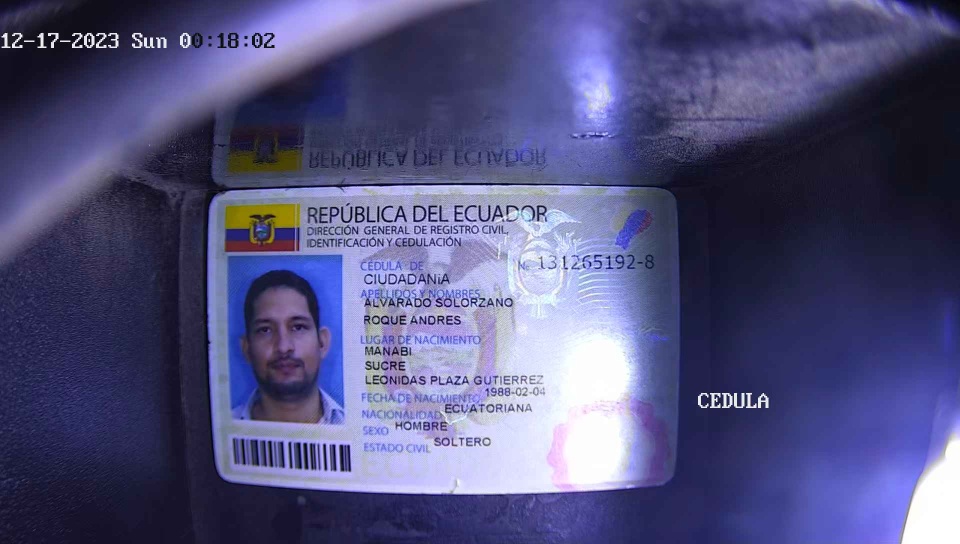 12-17-2023 Sun 00:18:02
REPÚBLICA DEL ECUADOR
REPÚBLICA DEL ECUADOR
DIRECCIÓN GENERAL DE REGISTRO CIVIL,
IDENTIFICACIÓN Y CEDULACIÓN
CÉDULA DE
N. 131265192-8
CIUDADANÍA
APELLIDOS Y NOMBRES
ALVARADO SOLORZANO
ROQUE ANDRES
LUGAR DE NACIMIENTO
MANABI
SUCRE
LEONIDAS PLAZA GUTIERREZ
FECHA DE NACIMIENTO 1988-02-04
NACIONALIDAD ECUATORIANA
SEXO HOMBRE
ESTADO CIVIL SOLTERO
CEDULA